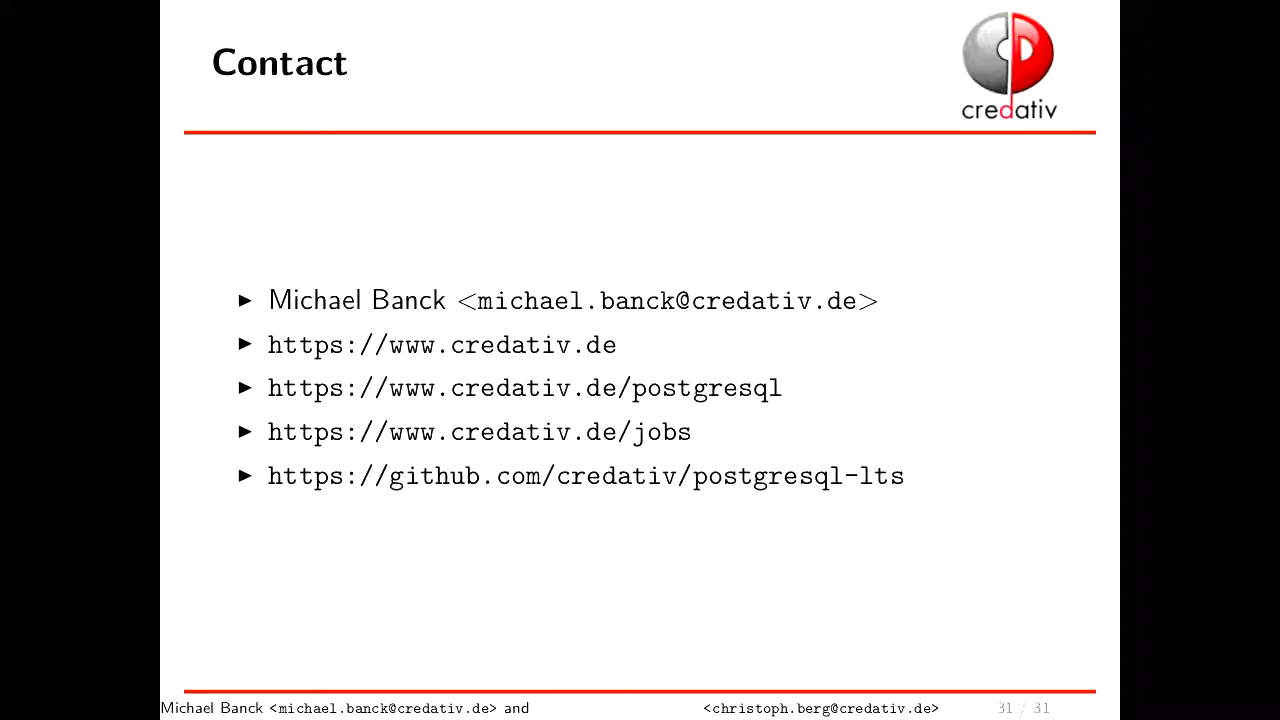 Contact
credativ
▶ Michael Banck <michael.banck@credativ.de>
▶ https://www.credativ.de
▶ https://www.credativ.de/postgresql
▶ https://www.credativ.de/jobs
▶ https://github.com/credativ/postgresql-lts
Michael Banck <michael.banck@credativ.de> and <christoph.berg@credativ.de> 31 / 31